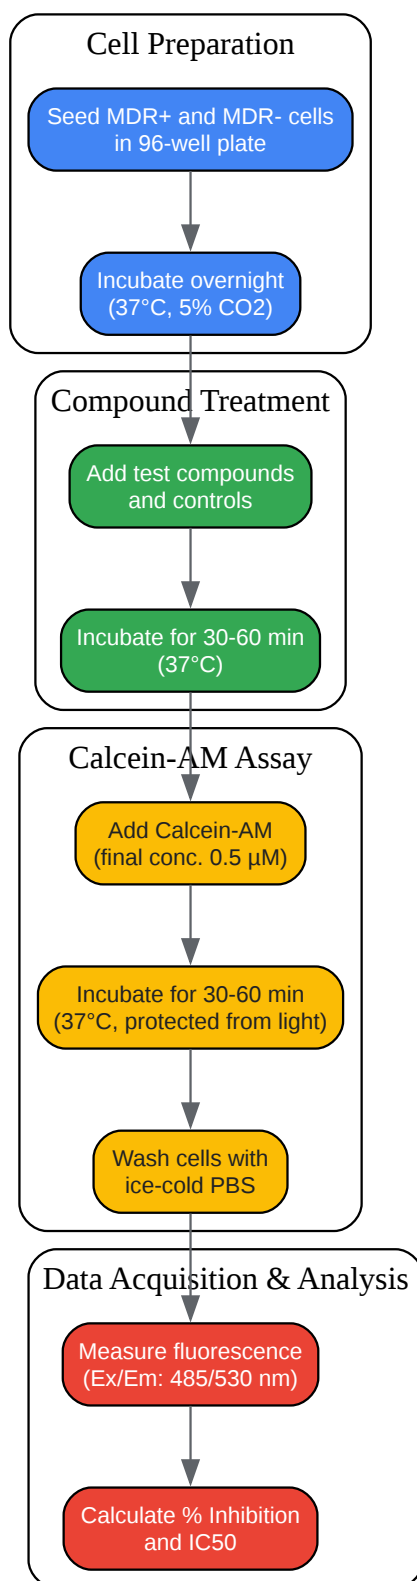 Cell Preparation
Seed MDR+ and MDR- cells
in 96-well plate
Incubate overnight
(37°C, 5% CO2)
Compound Treatment
Add test compounds
and controls
Incubate for 30-60 min
(37°C)
Calcein-AM Assay
Add Calcein-AM
(final conc. 0.5 µM)
Incubate for 30-60 min
(37°C, protected from light)
Wash cells with
ice-cold PBS
Data Acquisition & Analysis
Measure fluorescence
(Ex/Em: 485/530 nm)
Calculate % Inhibition
and IC50